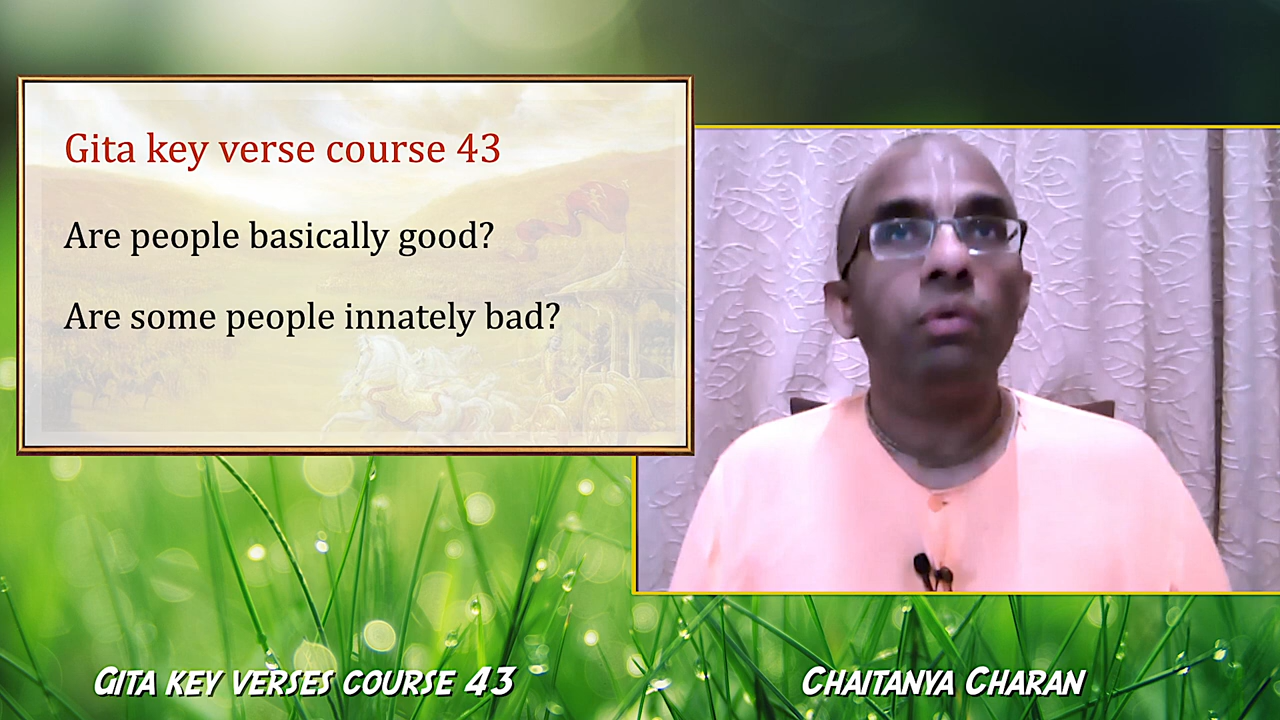 Gita key verse course 43
Are people basically good?
Are some people innately bad?
Gita key verses course 43
Chaitanya Charan